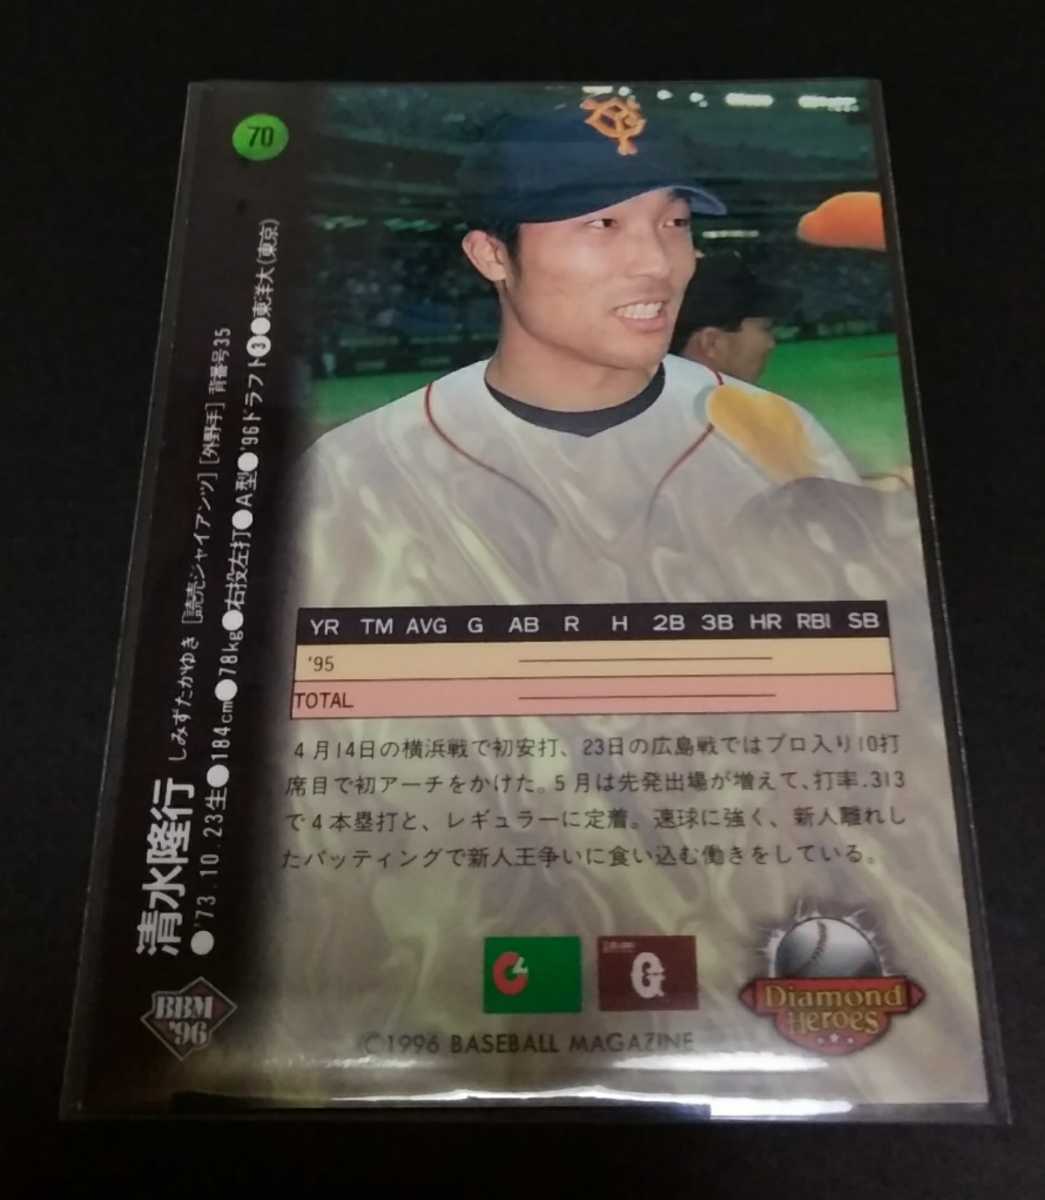 70
清水隆行 しみずたかゆき [読売ジャイアンツ] [外野手] 背番号35
●'73.10.23生●184cm●78kg●右投左打●A型●'96ドラフト❸●東洋大(東京)
YR TM AVG G AB R H 2B 3B HR RBI SB
'95
TOTAL
4月14日の横浜戦で初安打、23日の広島戦ではプロ入り10打
席目で初アーチをかけた。5月は先発出場が増えて、打率.313
で4本塁打と、レギュラーに定着。速球に強く、新人離れし
たバッティングで新人王争いに食い込む働きをしている。
BBM
'96
G
Diamond
Heroes
©1996 BASEBALL MAGAZINE